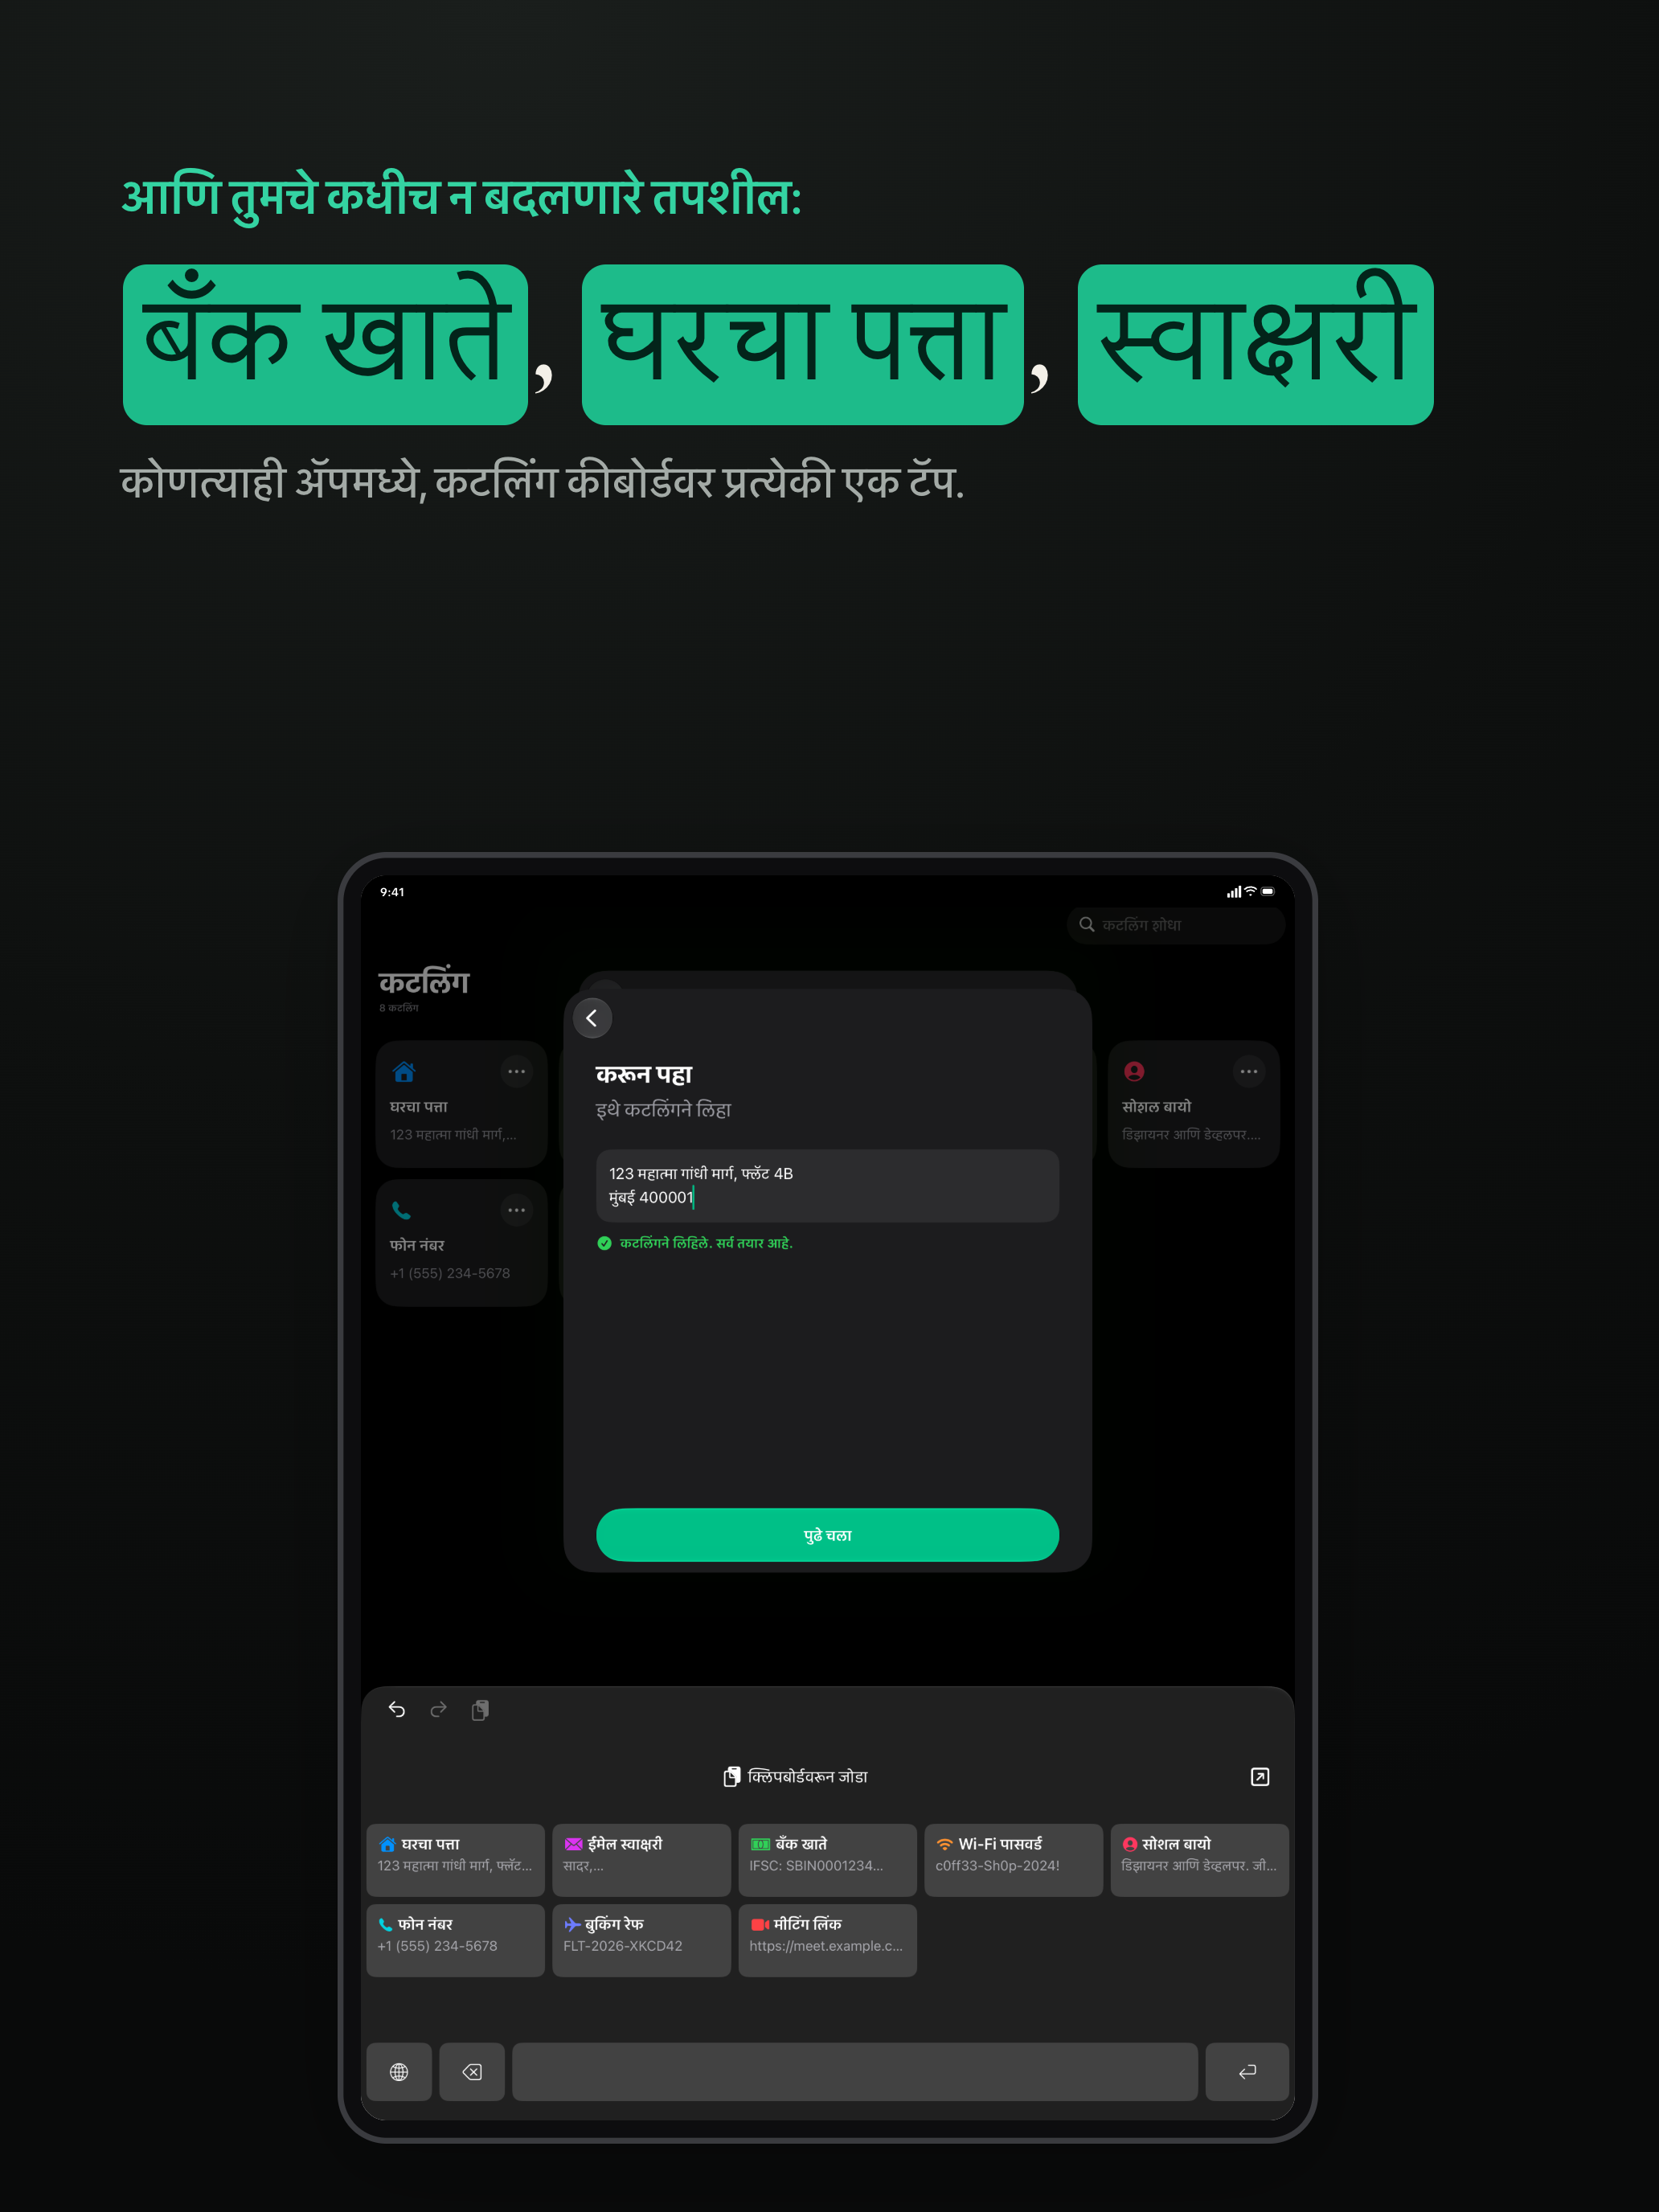 आणि तुमचे कधीच न बदलणारे तपशील:
बँक खाते, घरचा पत्ता, स्वाक्षरी
कोणत्याही ॲपमध्ये, कटलिंग कीबोर्डवर प्रत्येकी एक टॅप.
9:41
कटलिंग शोधा
कटलिंग
8 कटलिंग
घरचा पत्ता
123 महात्मा गांधी मार्ग,...
सोशल बायो
डिझायनर आणि डेव्हलपर....
फोन नंबर
+1 (555) 234-5678
करून पहा
इथे कटलिंगने लिहा
123 महात्मा गांधी मार्ग, फ्लॅट 4B
मुंबई 400001
कटलिंगने लिहिले. सर्व तयार आहे.
पुढे चला
क्लिपबोर्डवरून जोडा
घरचा पत्ता
123 महात्मा गांधी मार्ग, फ्लॅट...
ईमेल स्वाक्षरी
सादर,...
बँक खाते
IFSC: SBIN0001234...
Wi-Fi पासवर्ड
c0ff33-Sh0p-2024!
सोशल बायो
डिझायनर आणि डेव्हलपर. जी...
फोन नंबर
+1 (555) 234-5678
बुकिंग रेफ
FLT-2026-XKCD42
मीटिंग लिंक
https://meet.example.c...